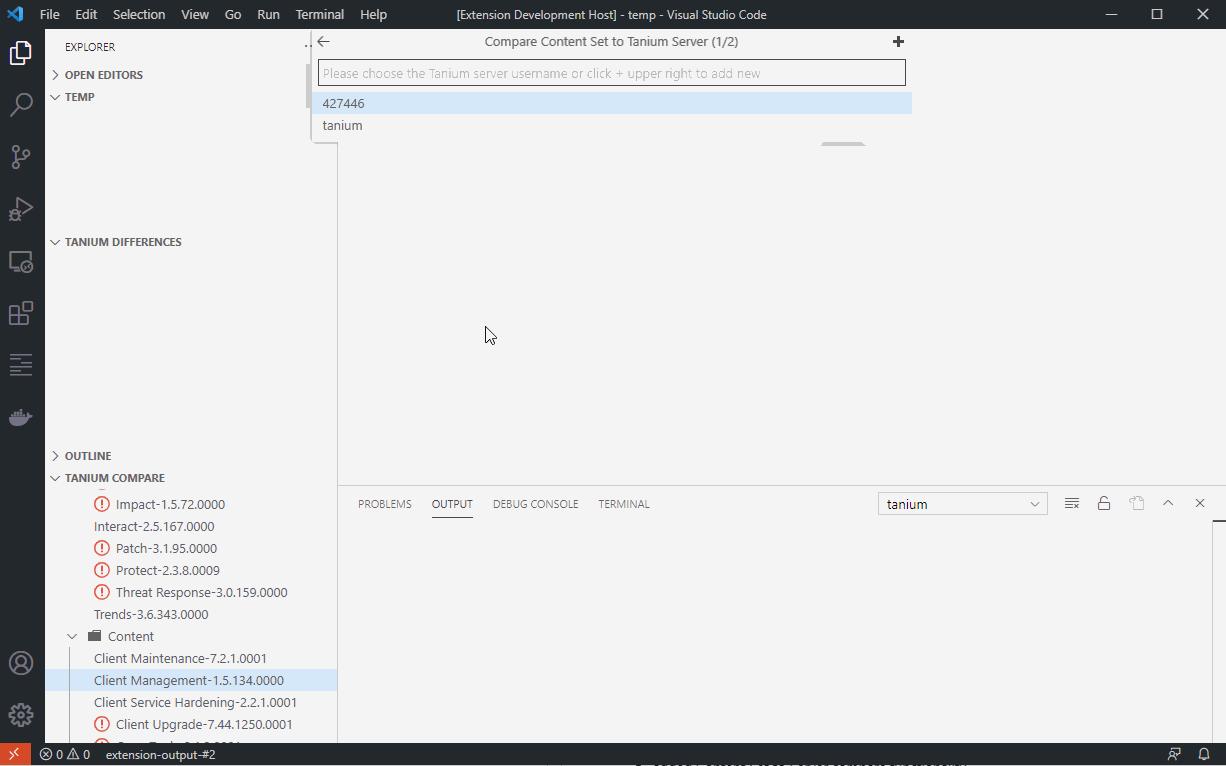 File Edit Selection View Go Run Terminal Help [Extension Development Host] - temp - Visual Studio Code
EXPLORER
Compare Content Set to Tanium Server (1/2)
Please choose the Tanium server username or click + upper right to add new
427446
tanium
OPEN EDITORS
TEMP
TANIUM DIFFERENCES
OUTLINE
TANIUM COMPARE
Impact-1.5.72.0000
Interact-2.5.167.0000
Patch-3.1.95.0000
Protect-2.3.8.0009
Threat Response-3.0.159.0000
Trends-3.6.343.0000
Content
Client Maintenance-7.2.1.0001
Client Management-1.5.134.0000
Client Service Hardening-2.2.1.0001
Client Upgrade-7.44.1250.0001
PROBLEMS OUTPUT DEBUG CONSOLE TERMINAL tanium
0 0 extension-output-#2